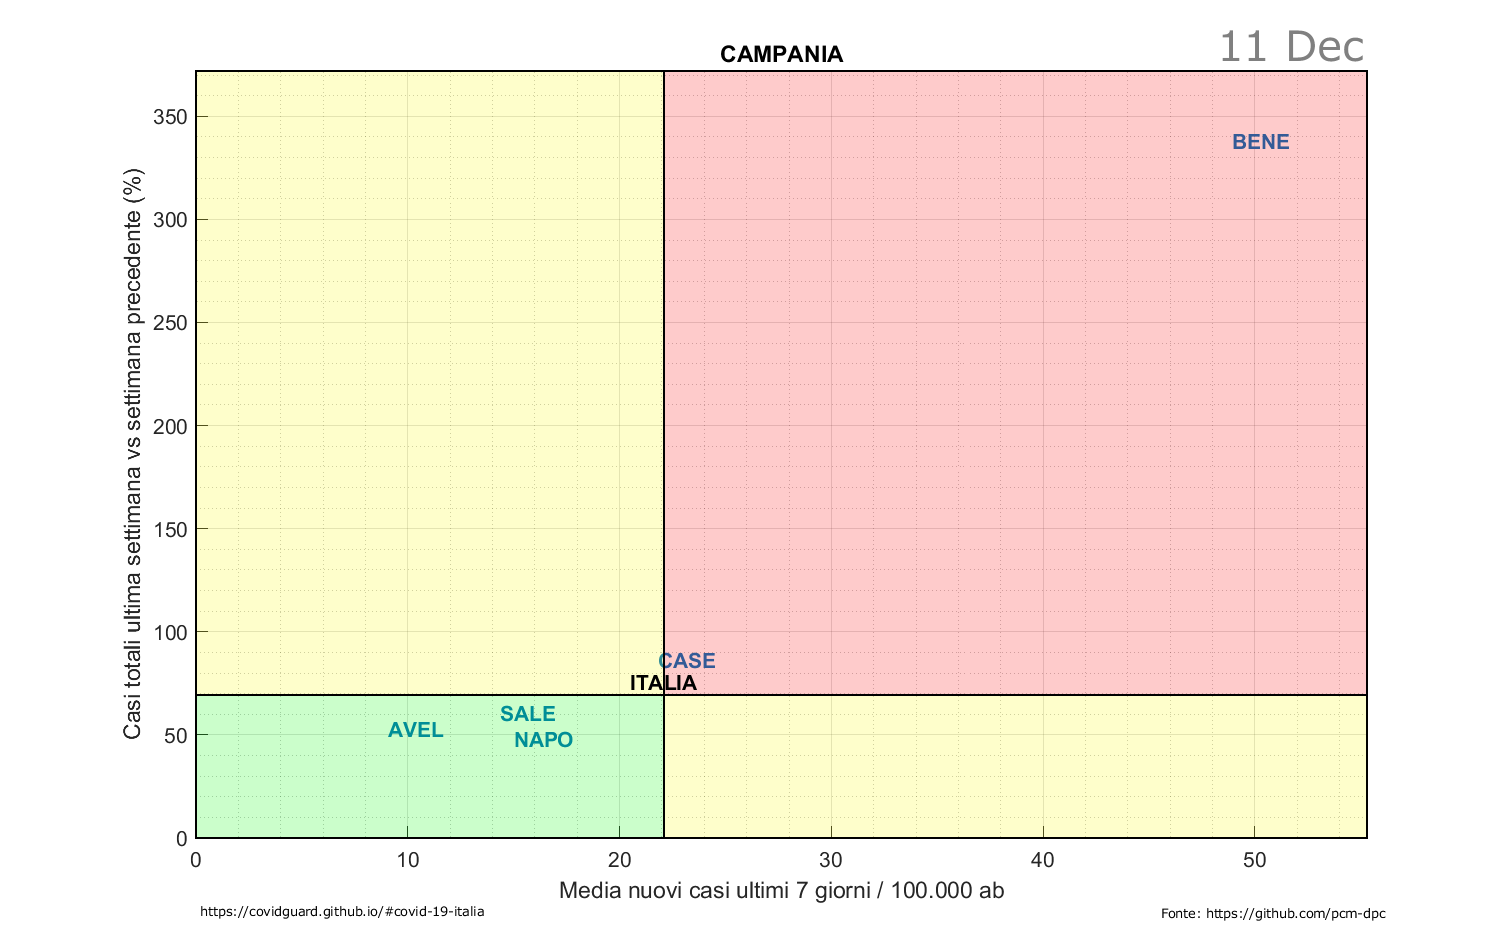 11 Dec
CAMPANIA
350
300
250
200
150
100
50
0
Casi totali ultima settimana vs settimana precedente (%)
BENE
CASE
ITALIA
SALE
AVEL
NAPO
0 10 20 30 40 50
Media nuovi casi ultimi 7 giorni / 100.000 ab
https://covidguard.github.io/#covid-19-italia
Fonte: https://github.com/pcm-dpc